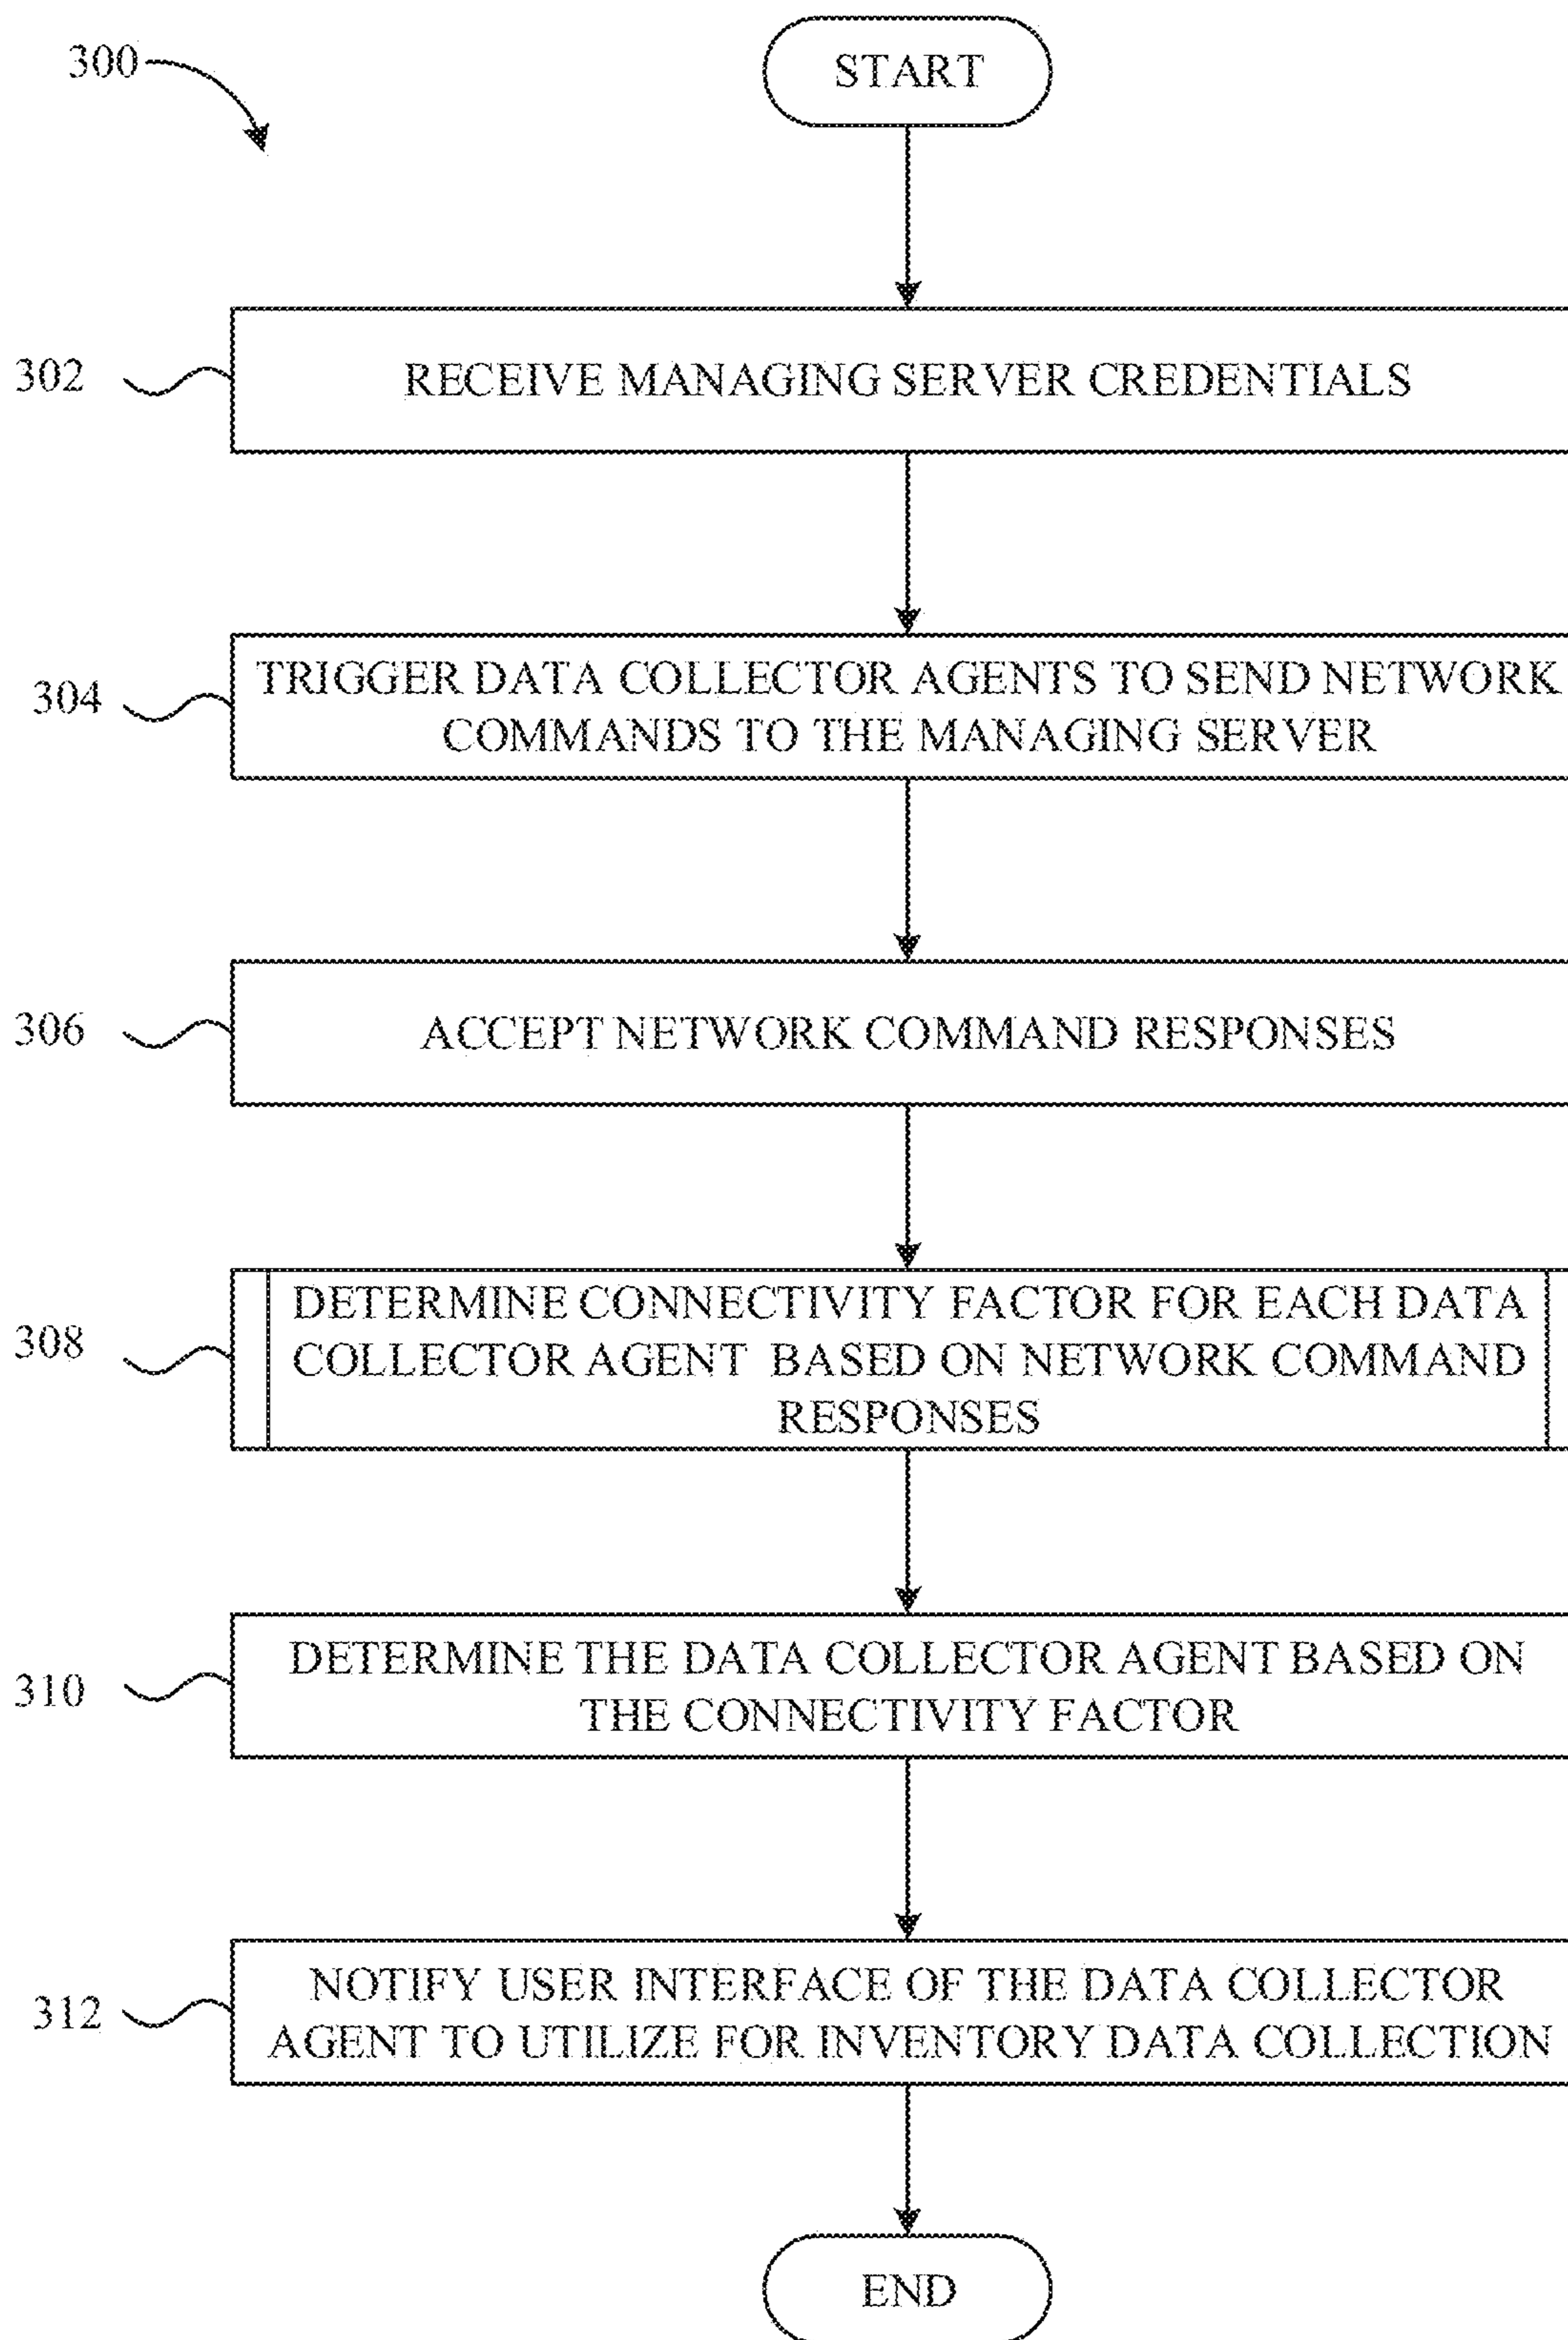 300
START
302
RECEIVE MANAGING SERVER CREDENTIALS
304
TRIGGER DATA COLLECTOR AGENTS TO SEND NETWORK
COMMANDS TO THE MANAGING SERVER
306
ACCEPT NETWORK COMMAND RESPONSES
308
DETERMINE CONNECTIVITY FACTOR FOR EACH DATA
COLLECTOR AGENT BASED ON NETWORK COMMAND
RESPONSES
310
DETERMINE THE DATA COLLECTOR AGENT BASED ON
THE CONNECTIVITY FACTOR
312
NOTIFY USER INTERFACE OF THE DATA COLLECTOR
AGENT TO UTILIZE FOR INVENTORY DATA COLLECTION
END